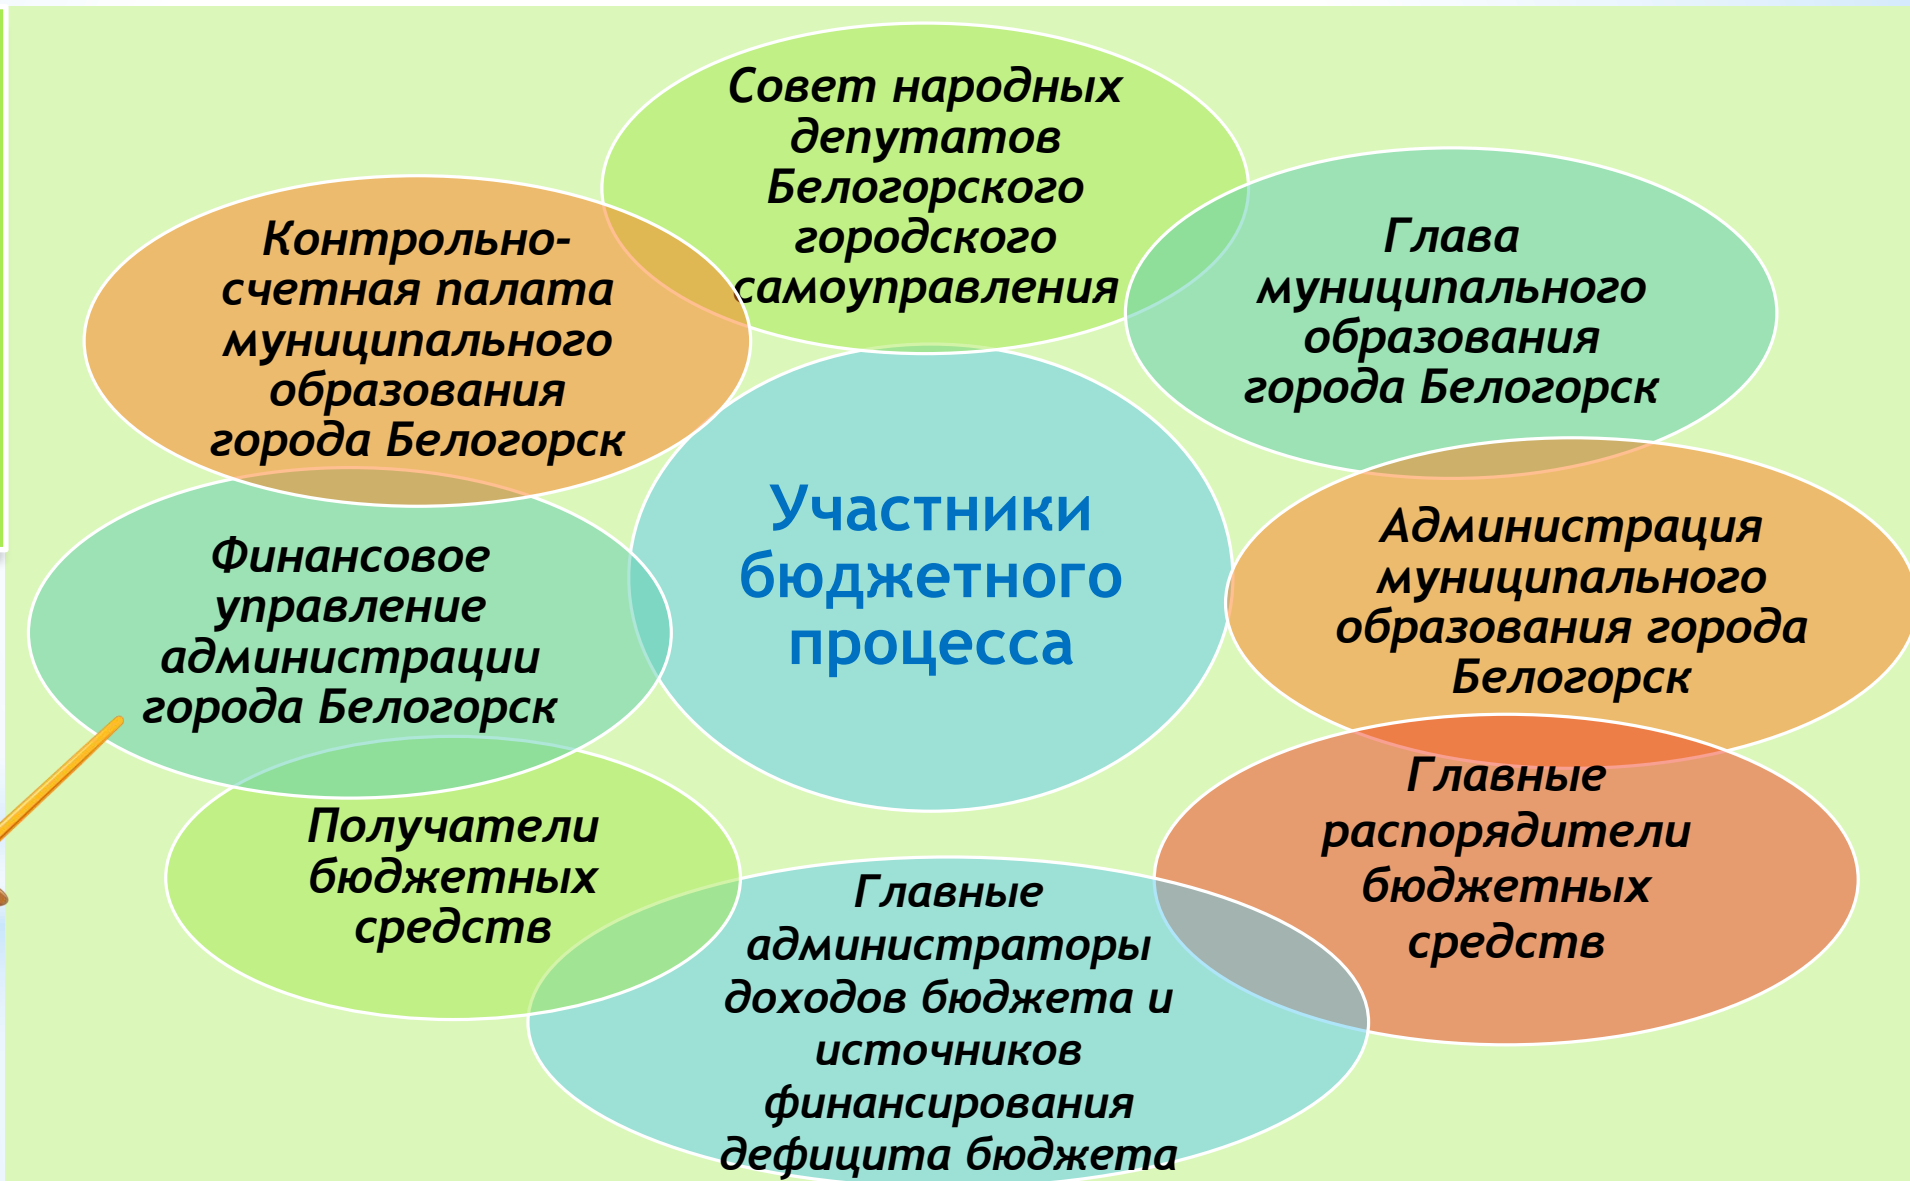 Совет народных
депутатов
Белогорского
городского
самоуправления
Глава
муниципального
образования
города Белогорск
Администрация
муниципального
образования города
Белогорск
Главные
распорядители
бюджетных
средств
Главные
администраторы
доходов бюджета и
источников
финансирования
дефицита бюджета
Получатели
бюджетных
средств
Финансовое
управление
администрации
города Белогорск
Контрольно-
счетная палата
муниципального
образования
города Белогорск
Участники
бюджетного
процесса